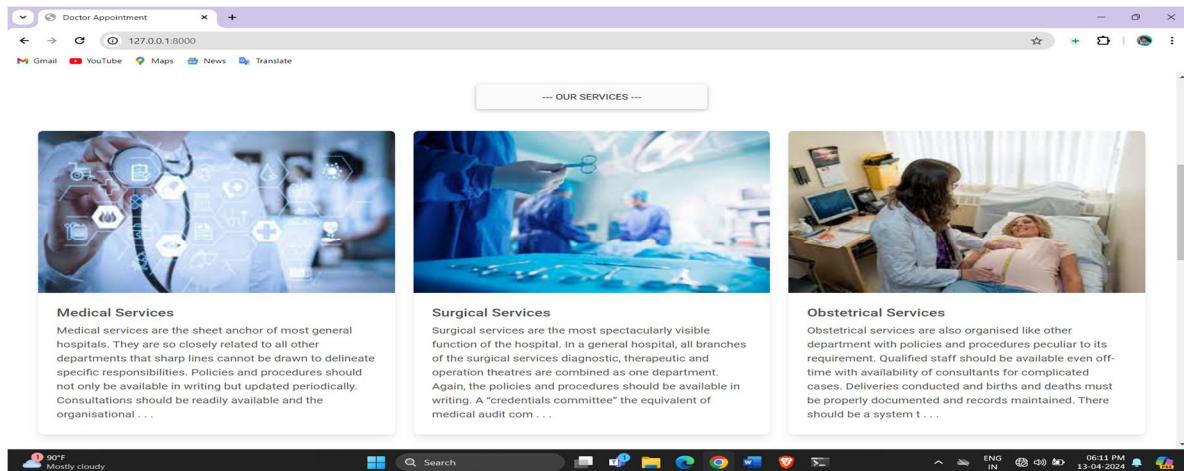 Doctor Appointment
127.0.0.1:8000
Gmail YouTube Maps News Translate
--- OUR SERVICES ---
Medical Services
Medical services are the sheet anchor of most general
hospitals. They are so closely related to all other
departments that sharp lines cannot be drawn to delineate
specific responsibilities. Policies and procedures should
not only be available in writing but updated periodically.
Consultations should be readily available and the
organisational . . .
Surgical Services
Surgical services are the most spectacularly visible
function of the hospital. In a general hospital, all branches
of the surgical services diagnostic, therapeutic and
operation theatres are combined as one department.
Again, the policies and procedures should be available in
writing. A “credentials committee” the equivalent of
medical audit com . . .
Obstetrical Services
Obstetrical services are also organised like other
department with policies and procedures peculiar to its
requirement. Qualified staff should be available even off-
time with availability of consultants for complicated
cases. Deliveries conducted and births and deaths must
be properly documented and records maintained. There
should be a system t . . .
1
90°F
Mostly cloudy
Search
1
ENG
IN
06:11 PM
13-04-2024